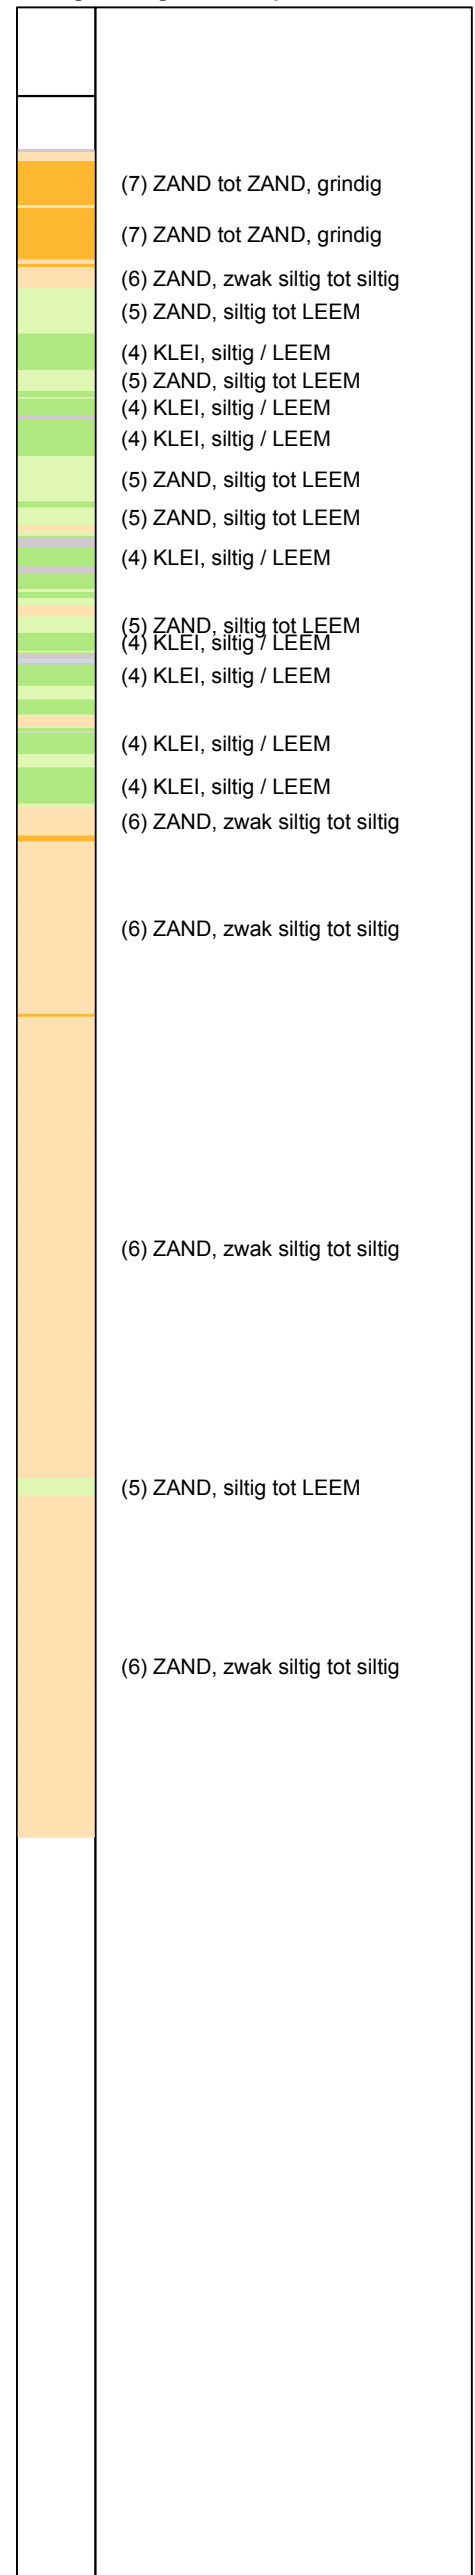 (7) ZAND tot ZAND, grindig
(7) ZAND tot ZAND, grindig
(6) ZAND, zwak siltig tot siltig
(5) ZAND, siltig tot LEEM
(4) KLEI, siltig / LEEM
(5) ZAND, siltig tot LEEM
(4) KLEI, siltig / LEEM
(4) KLEI, siltig / LEEM
(5) ZAND, siltig tot LEEM
(5) ZAND, siltig tot LEEM
(4) KLEI, siltig / LEEM
(5) ZAND, siltig tot LEEM
(4) KLEI, siltig / LEEM
(4) KLEI, siltig / LEEM
(4) KLEI, siltig / LEEM
(4) KLEI, siltig / LEEM
(6) ZAND, zwak siltig tot siltig
(6) ZAND, zwak siltig tot siltig
(6) ZAND, zwak siltig tot siltig
(5) ZAND, siltig tot LEEM
(6) ZAND, zwak siltig tot siltig